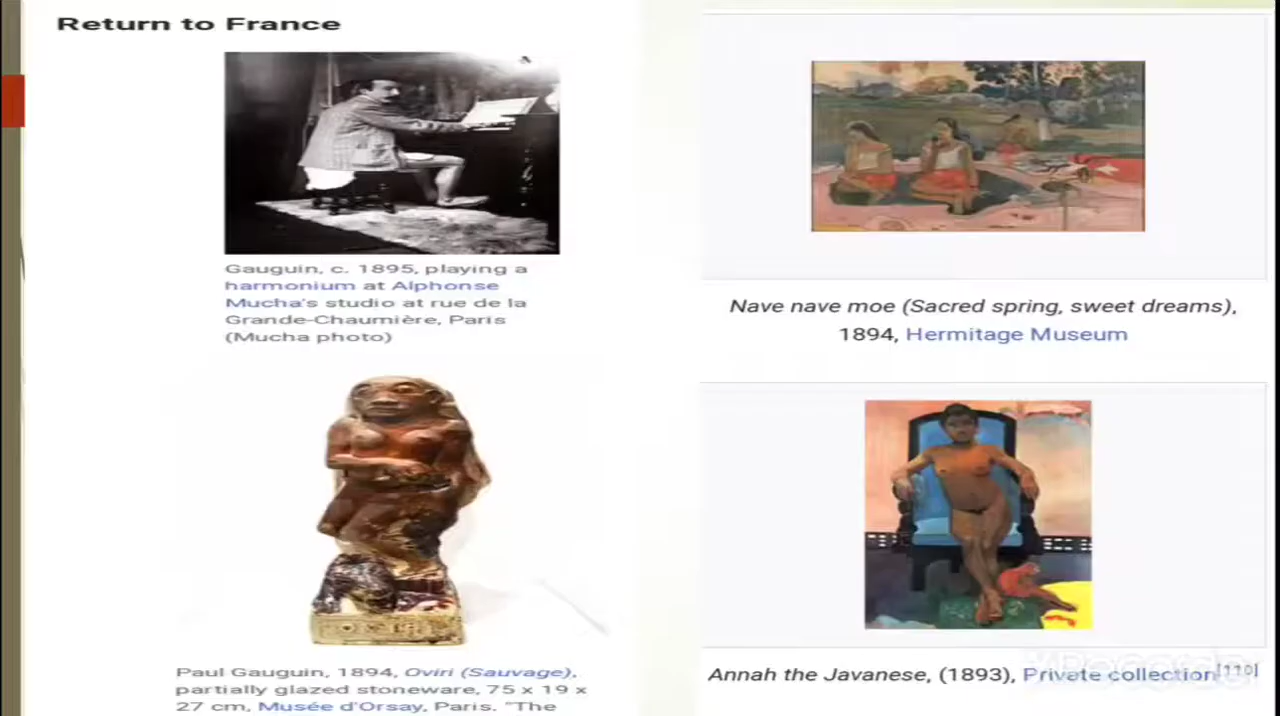 Return to France
Gauguin, c. 1895, playing a
harmonium at Alphonse
Mucha's studio at rue de la
Grande-Chaumière, Paris
(Mucha photo)
Nave nave moe (Sacred spring, sweet dreams),
1894, Hermitage Museum
Paul Gauguin, 1894, Oviri (Sauvage),
partially glazed stoneware, 75 x 19 x
27 cm, Musée d'Orsay, Paris. "The
Annah the Javanese, (1893), Private collection[110]